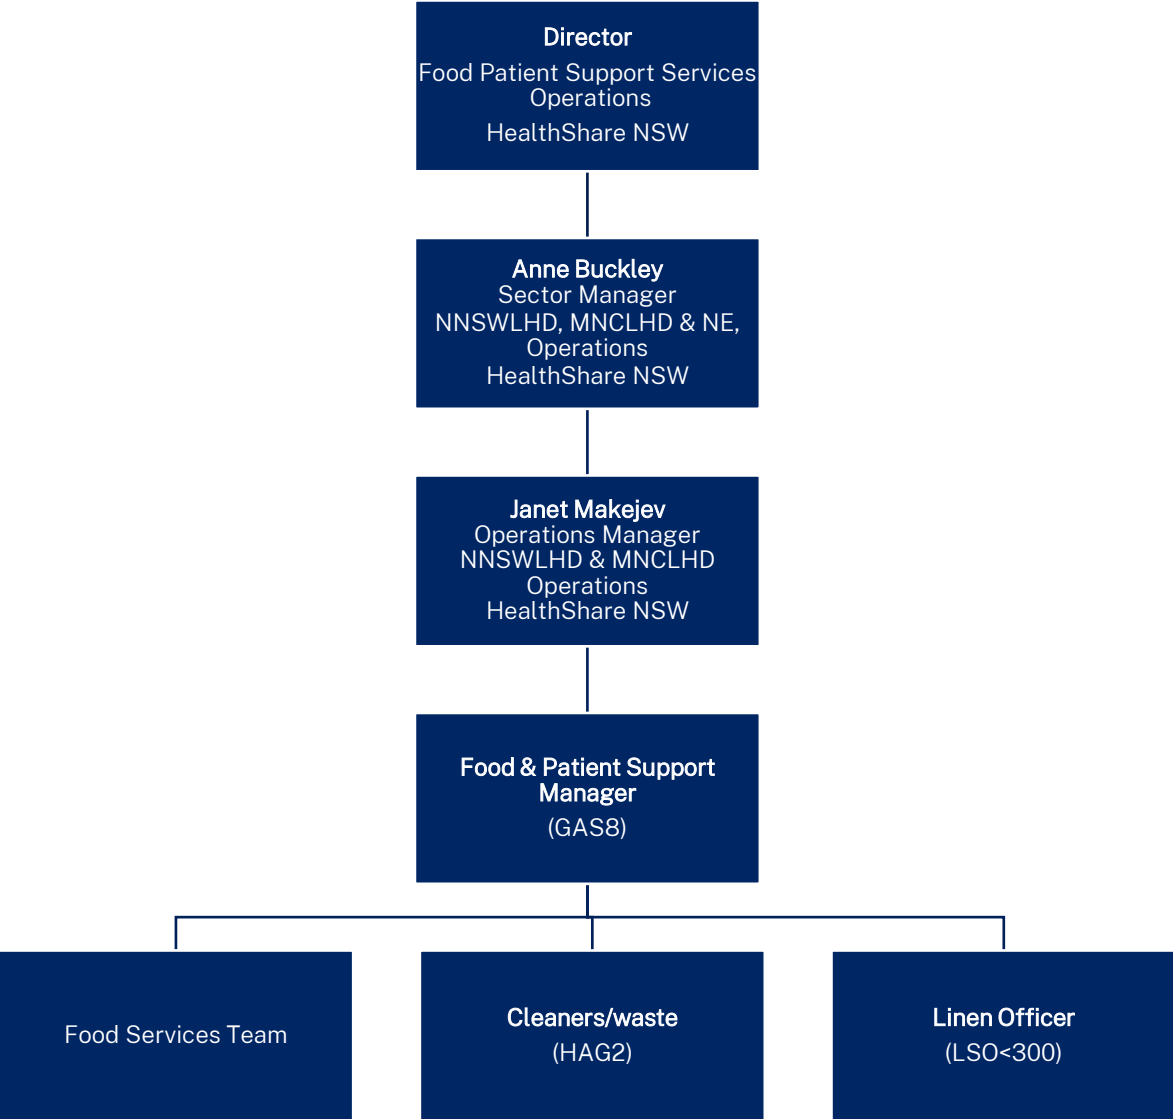 Director
Food Patient Support Services
Operations
HealthShare NSW
Anne Buckley
Sector Manager
NNSWLHD, MNCLHD & NE,
Operations
HealthShare NSW
Janet Makejev
Operations Manager
NNSWLHD & MNCLHD
Operations
HealthShare NSW
Food & Patient Support
Manager
(GAS8)
Food Services Team
Cleaners/waste
(HAG2)
Linen Officer
(LSO<300)